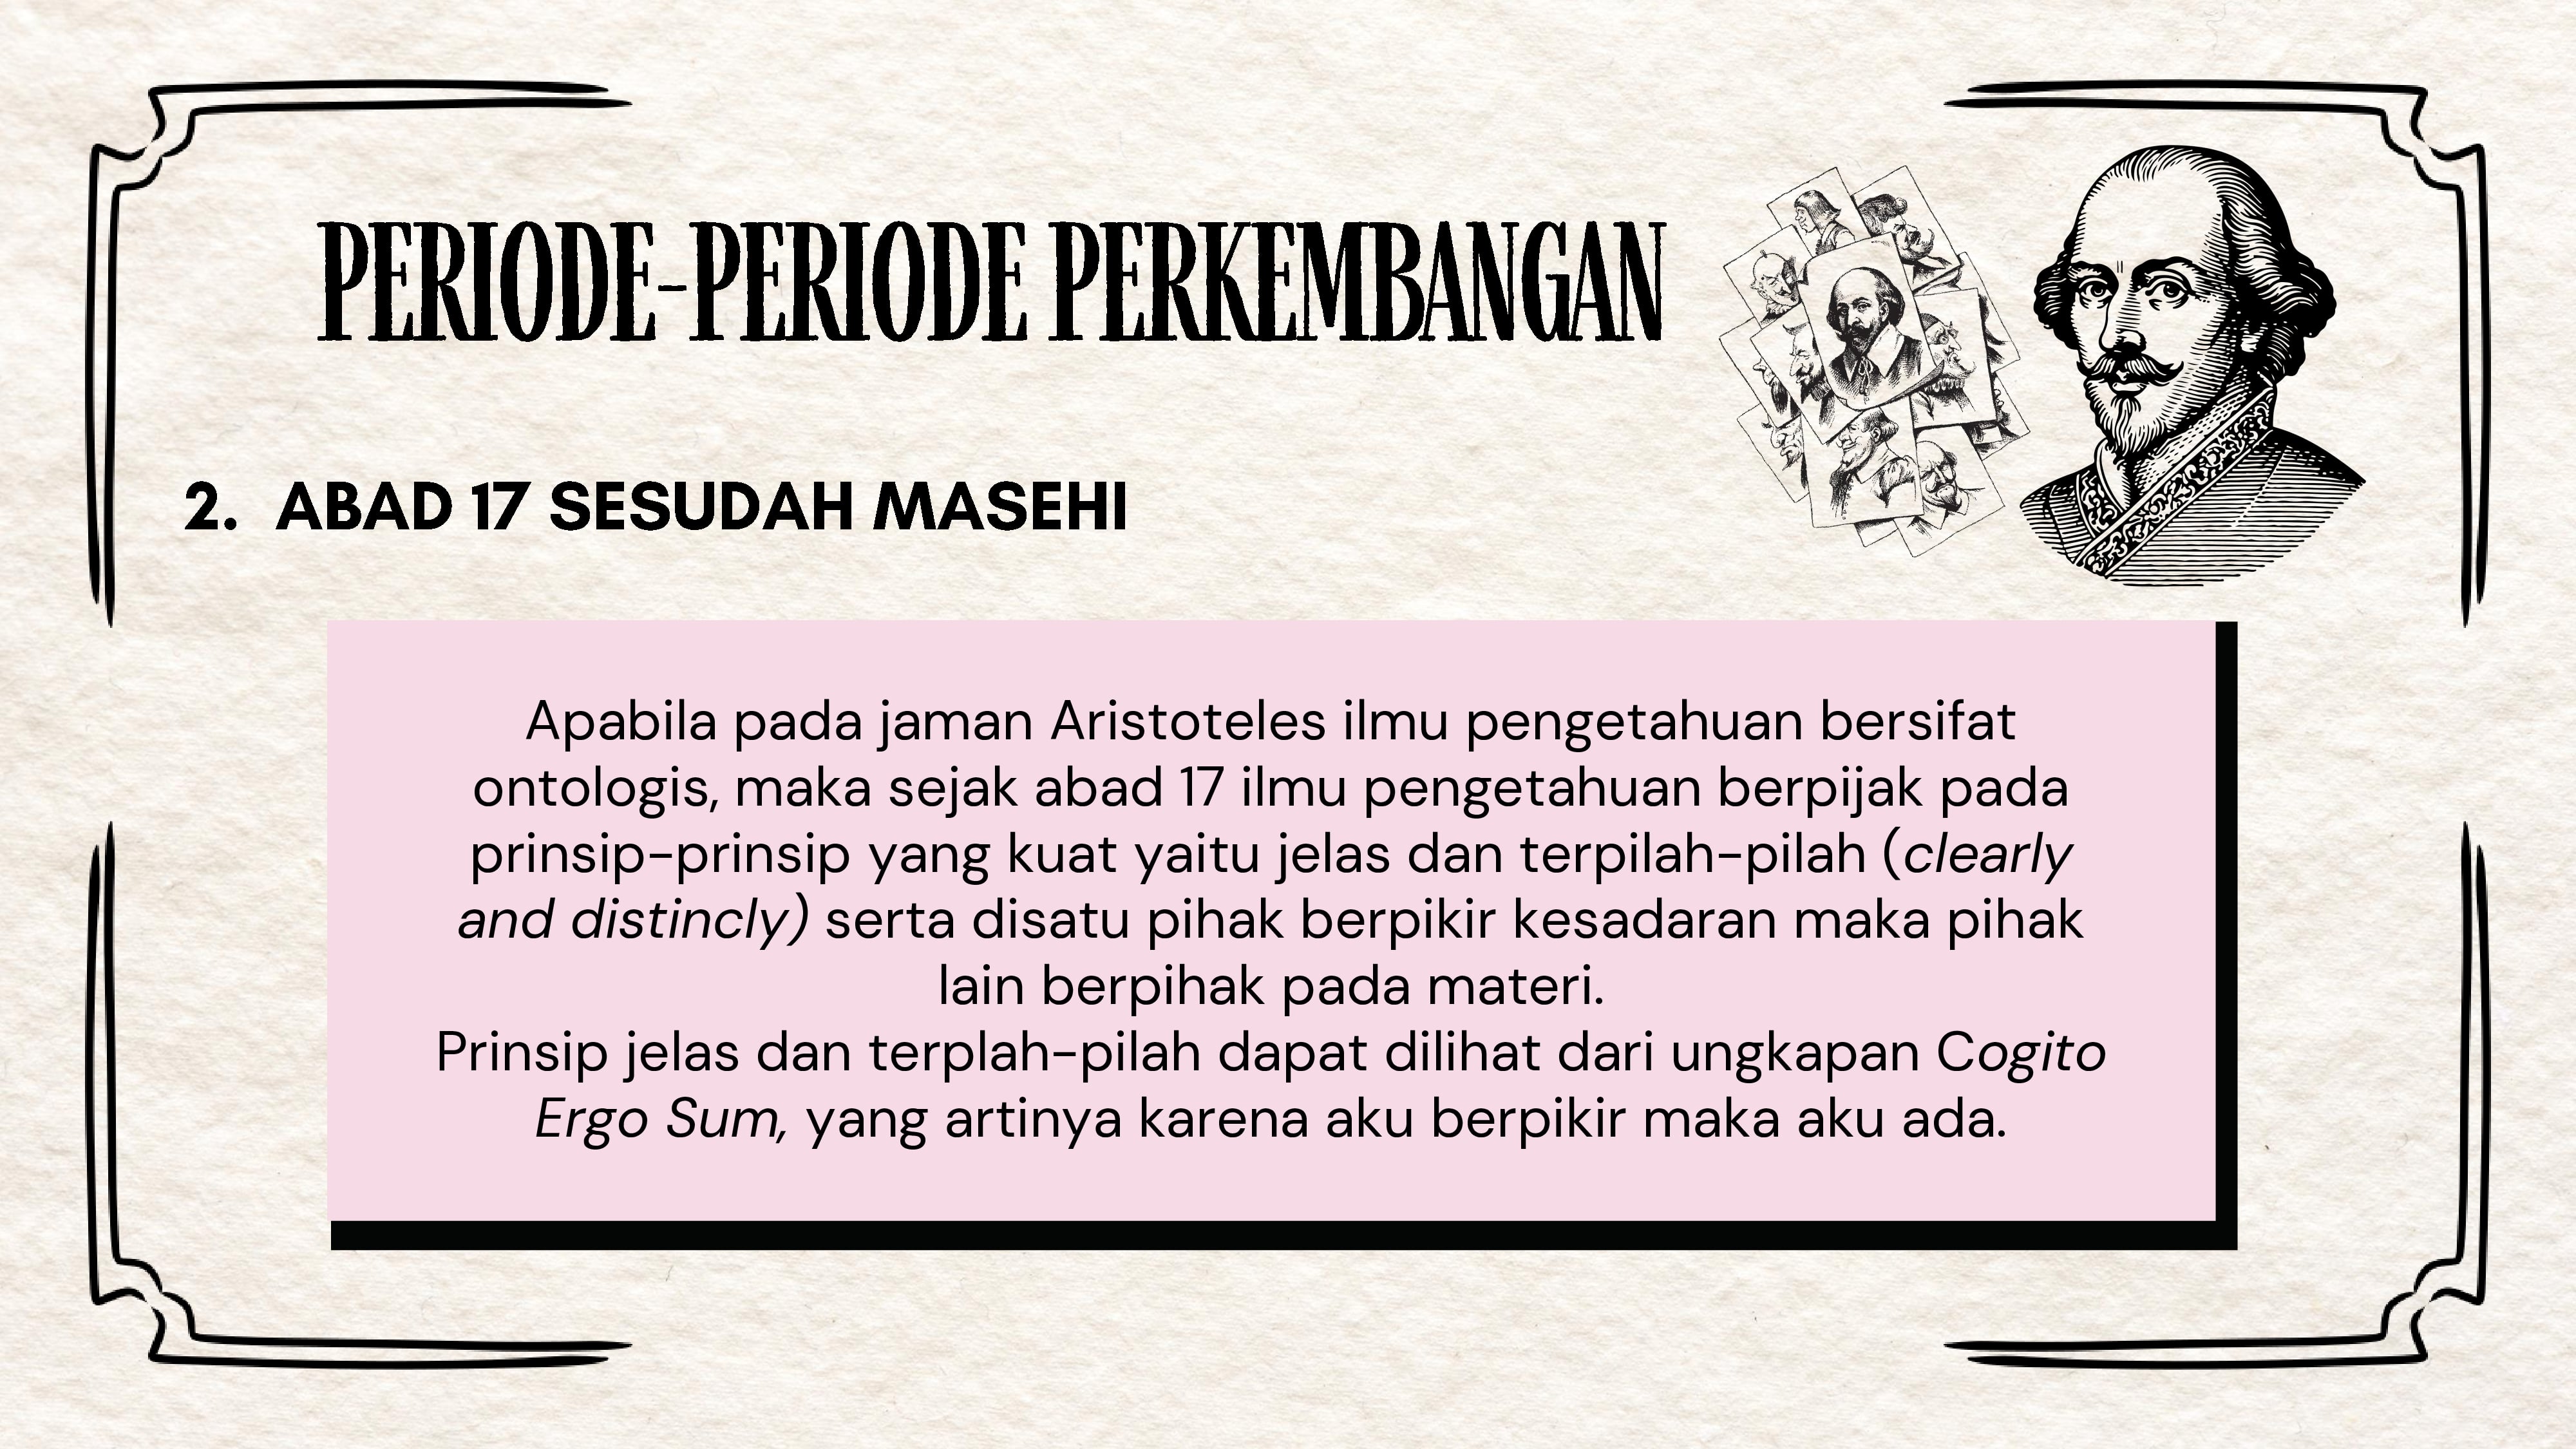 PERIODE-PERIODE PERKEMBANGAN
2. ABAD 17 SESUDAH MASEHI
Apabila pada jaman Aristoteles ilmu pengetahuan bersifat
ontologis, maka sejak abad 17 ilmu pengetahuan berpijak pada
prinsip-prinsip yang kuat yaitu jelas dan terpilah-pilah (clearly
and distincly) serta disatu pihak berpikir kesadaran maka pihak
lain berpihak pada materi.
Prinsip jelas dan terplah-pilah dapat dilihat dari ungkapan Cogito
Ergo Sum, yang artinya karena aku berpikir maka aku ada.